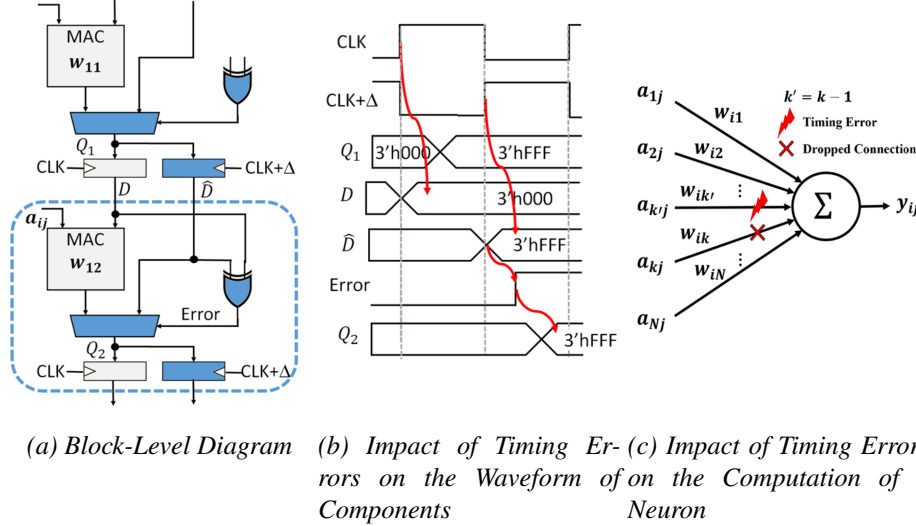 MAC
w₁₁
Q₁
CLK
CLK+Δ
D
D̂
aᵢⱼ
MAC
w₁₂
Error
Q₂
CLK
CLK+Δ
(a) Block-Level Diagram
CLK
CLK+Δ
Q₁
3'h000
3'hFFF
D
3'h000
D̂
3'hFFF
Error
Q₂
3'hFFF
(b) Impact of Timing Er-
rors on the Waveform of
Components
k' = k − 1
Timing Error
Dropped Connection
a₁ⱼ
wᵢ₁
a₂ⱼ
wᵢ₂
⋮
aₖ'ⱼ
wᵢₖ'
aₖⱼ
wᵢₖ
⋮
wᵢN
aNⱼ
Σ
yᵢⱼ
(c) Impact of Timing Error
on the Computation of
Neuron